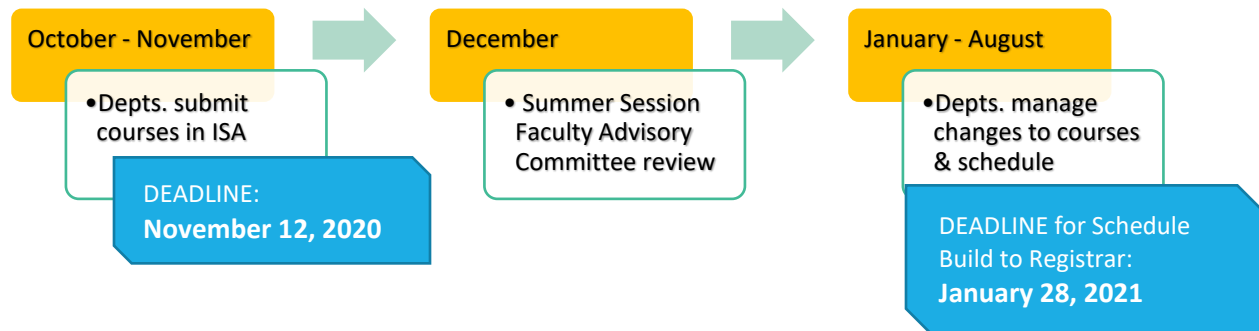 October - November
•Depts. submit
courses in ISA
DEADLINE:
November 12, 2020
December
• Summer Session
Faculty Advisory
Committee review
January - August
•Depts. manage
changes to courses
& schedule
DEADLINE for Schedule
Build to Registrar:
January 28, 2021